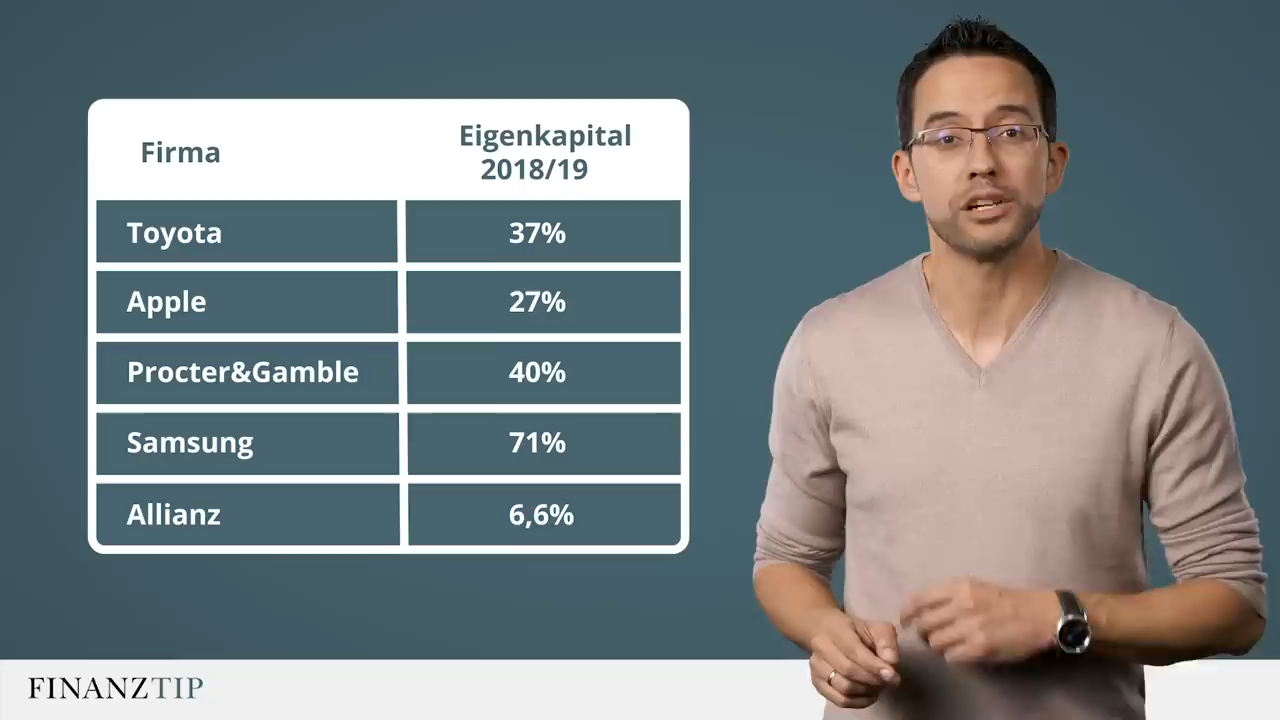 Firma
Eigenkapital
2018/19
Toyota
37%
Apple
27%
Procter&Gamble
40%
Samsung
71%
Allianz
6,6%
FINANZTIP